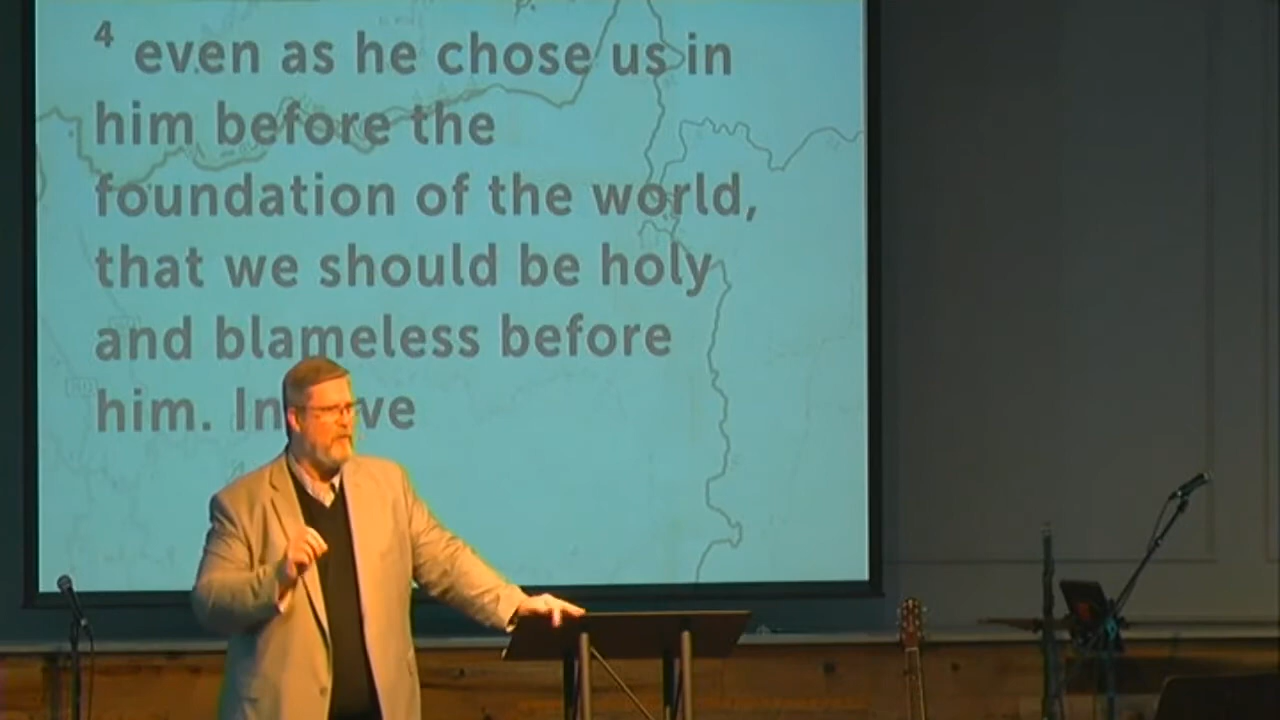 4 even as he chose us in
him before the
foundation of the world,
that we should be holy
and blameless before
him. In